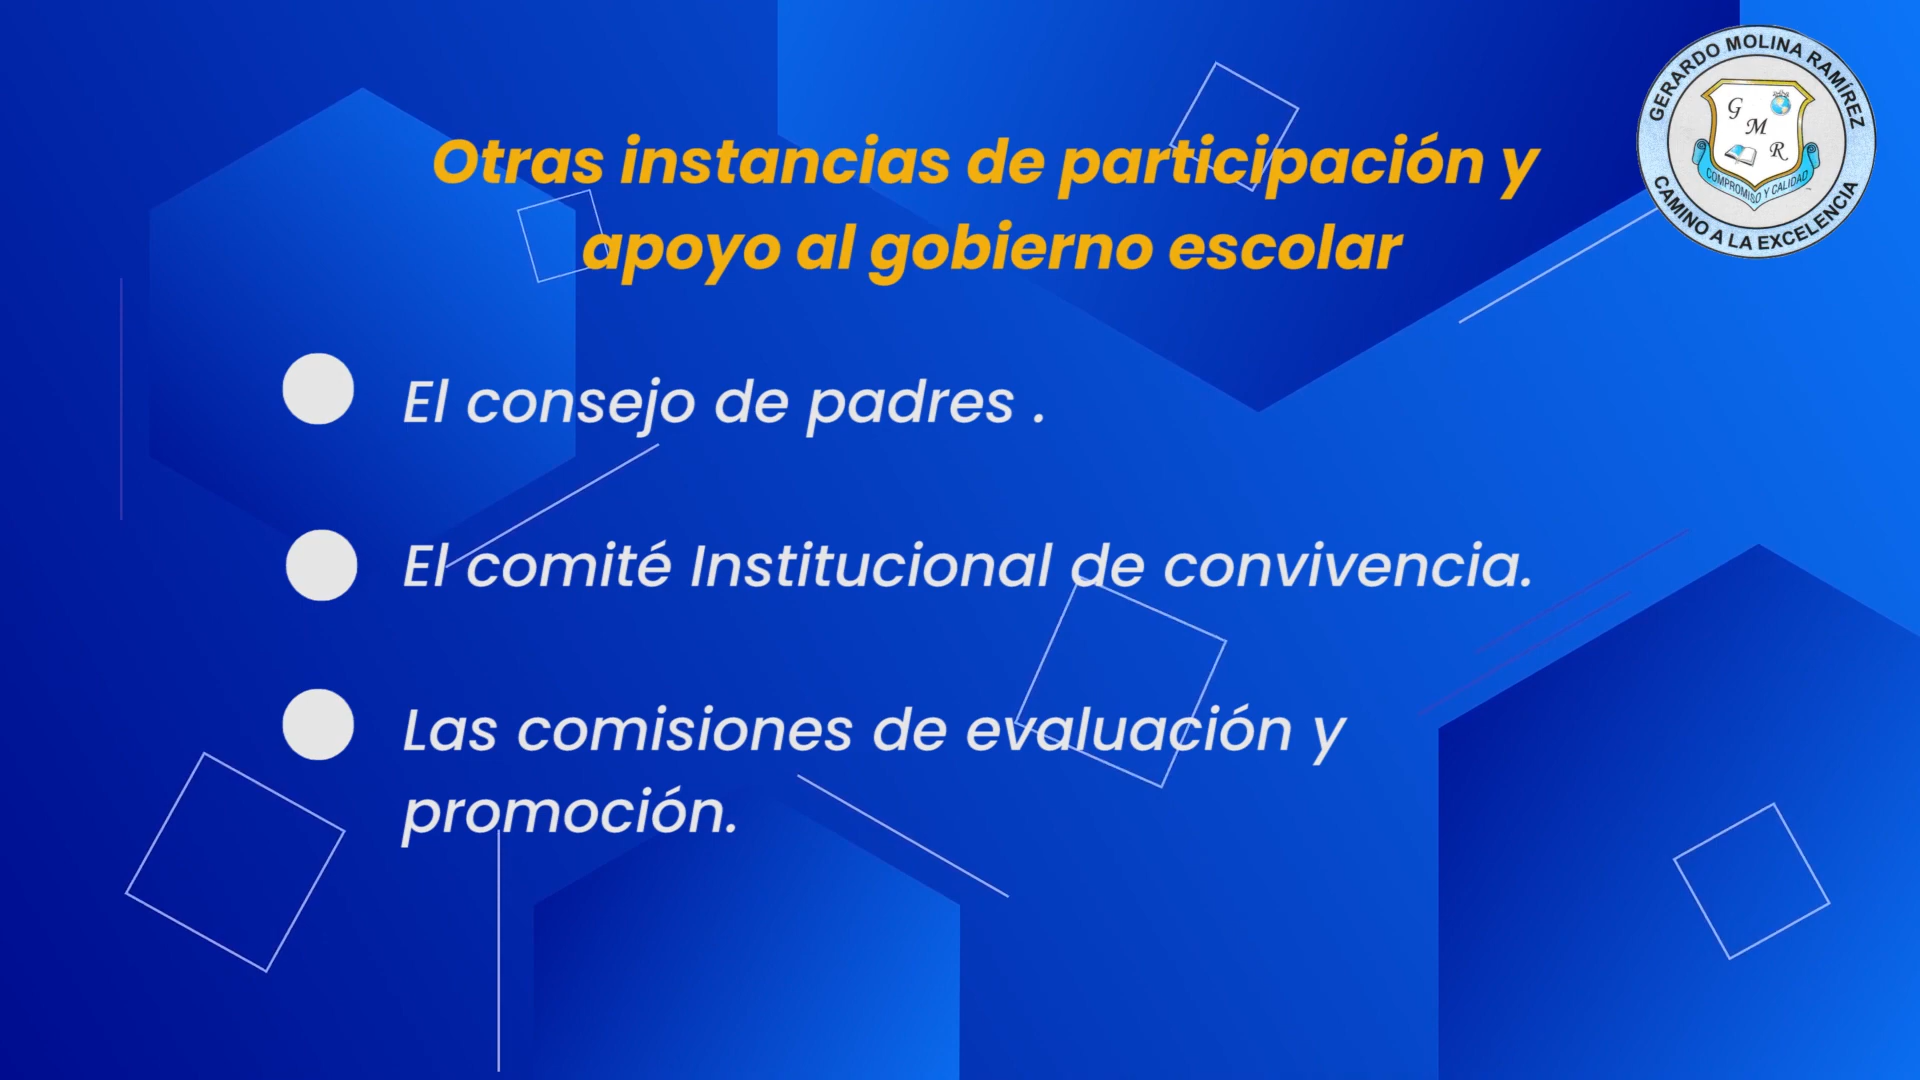 GERARDO MOLINA RAMÍREZ
G
M
R
COMPROMISO Y CALIDAD
CAMINO A LA EXCELENCIA
Otras instancias de participación y
apoyo al gobierno escolar
El consejo de padres .
El comité Institucional de convivencia.
Las comisiones de evaluación y
promoción.